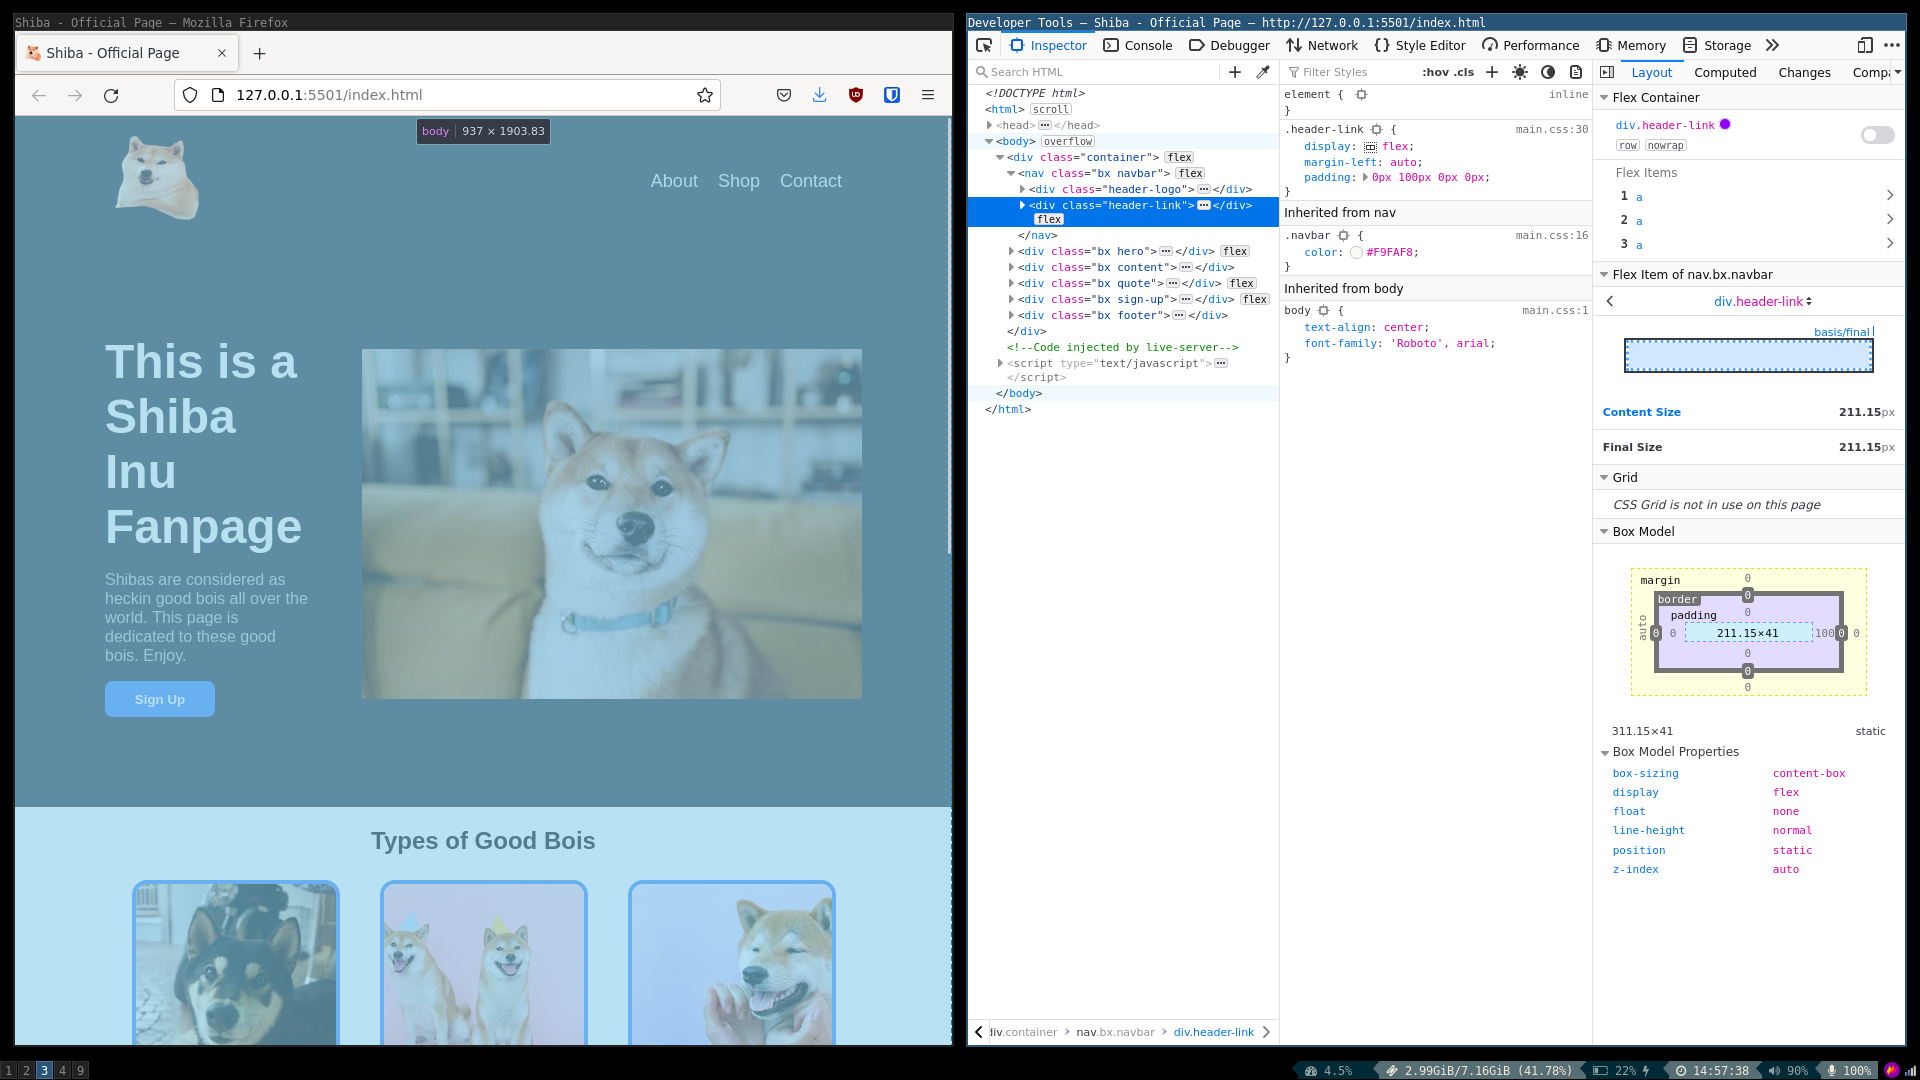 Shiba - Official Page — Mozilla Firefox
Shiba - Official Page
127.0.0.1:5501/index.html
body 937 × 1903.83
About Shop Contact
This is a
Shiba
Inu
Fanpage
Shibas are considered as
heckin good bois all over the
world. This page is
dedicated to these good
bois. Enjoy.
Sign Up
Types of Good Bois
Developer Tools — Shiba - Official Page — http://127.0.0.1:5501/index.html
Inspector Console Debugger Network Style Editor Performance Memory Storage
Search HTML
<!DOCTYPE html>
<html> scroll
<head> </head>
<body> overflow
<div class="container"> flex
<nav class="bx navbar"> flex
<div class="header-logo"> </div>
<div class="header-link"> </div>
flex
</nav>
<div class="bx hero"> </div> flex
<div class="bx content"> </div>
<div class="bx quote"> </div> flex
<div class="bx sign-up"> </div> flex
<div class="bx footer"> </div>
</div>
<!--Code injected by live-server-->
<script type="text/javascript">
</script>
</body>
</html>
div.container nav.bx.navbar div.header-link
Filter Styles :hov .cls
element { inline
}
.header-link { main.css:30
display: flex;
margin-left: auto;
padding: 0px 100px 0px 0px;
}
Inherited from nav
.navbar { main.css:16
color: #F9FAF8;
}
Inherited from body
body { main.css:1
text-align: center;
font-family: 'Roboto', arial;
}
Layout Computed Changes Compa
Flex Container
div.header-link
row nowrap
Flex Items
1 a
2 a
3 a
Flex Item of nav.bx.navbar
div.header-link
basis/final
Content Size 211.15px
Final Size 211.15px
Grid
CSS Grid is not in use on this page
Box Model
margin 0
border 0
padding 0
auto 0 0 211.15×41 100 0 0
0
0
0
311.15×41 static
Box Model Properties
box-sizing content-box
display flex
float none
line-height normal
position static
z-index auto
1 2 3 4 9
4.5% 2.99GiB/7.16GiB (41.78%) 22% 14:57:38 90% 100%